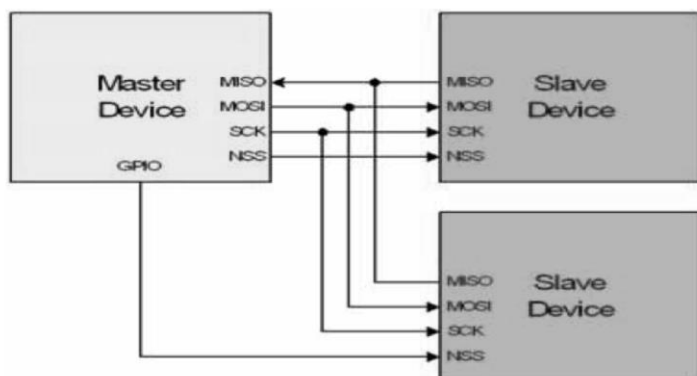 Master
Device
MISO
MOSI
SCK
NSS
GPIO
MISO
MOSI
SCK
NSS
Slave
Device
MISO
MOSI
SCK
NSS
Slave
Device